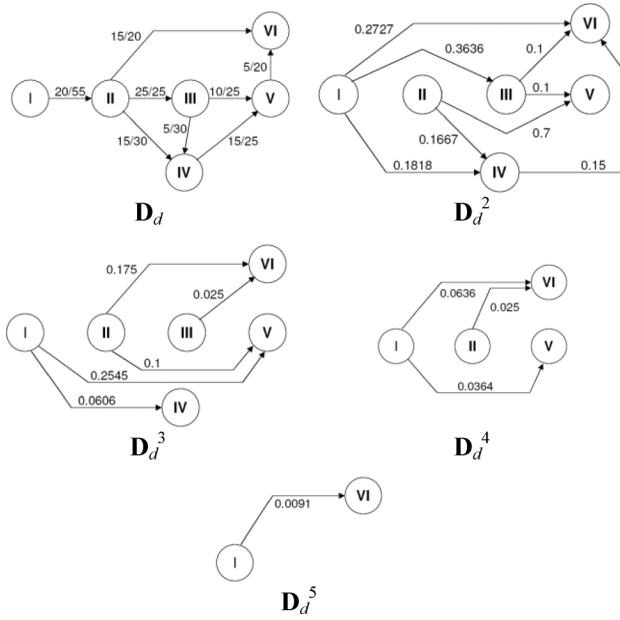 15/20
VI
5/20
I
20/55
II
25/25
III
10/25
V
15/30
5/30
15/25
IV
D_d
0.2727
VI
0.3636
0.1
I
II
III
0.1
V
0.1667
0.7
0.1818
IV
0.15
D_d^2
0.175
VI
0.025
I
II
III
V
0.1
0.2545
0.0606
IV
D_d^3
0.0636
VI
0.025
I
II
V
0.0364
D_d^4
VI
0.0091
I
D_d^5